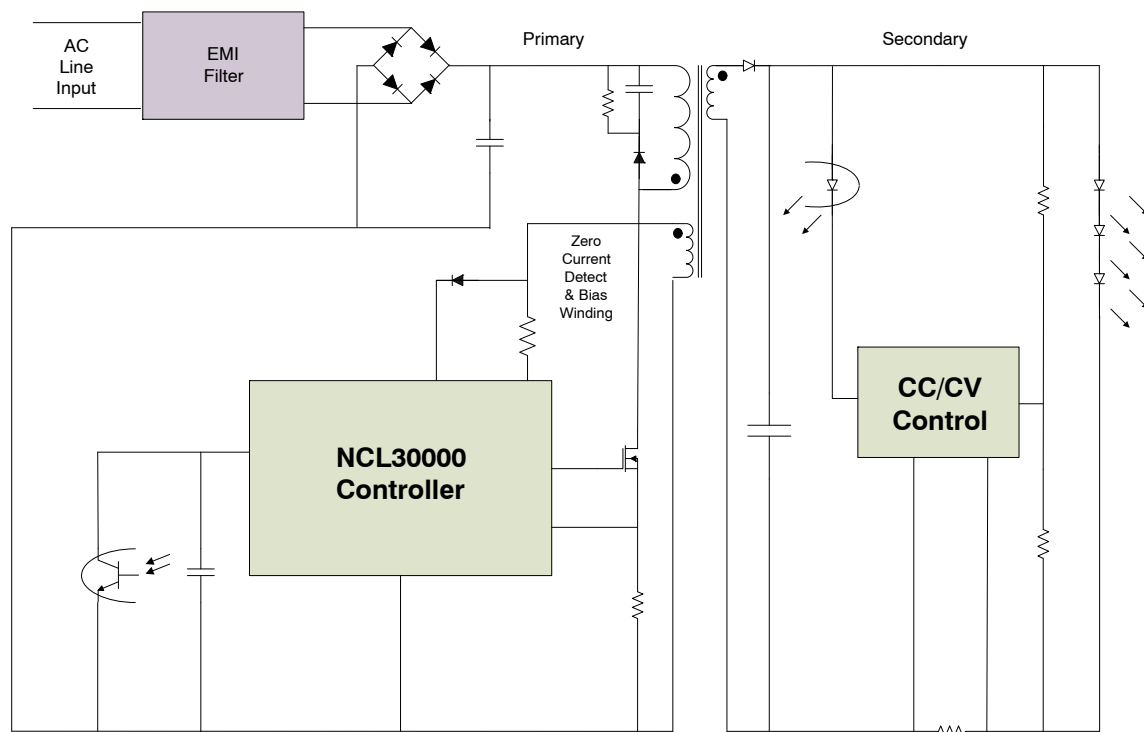 AC
Line
Input
EMI
Filter
Primary
Secondary
Zero
Current
Detect
& Bias
Winding
NCL30000
Controller
CC/CV
Control